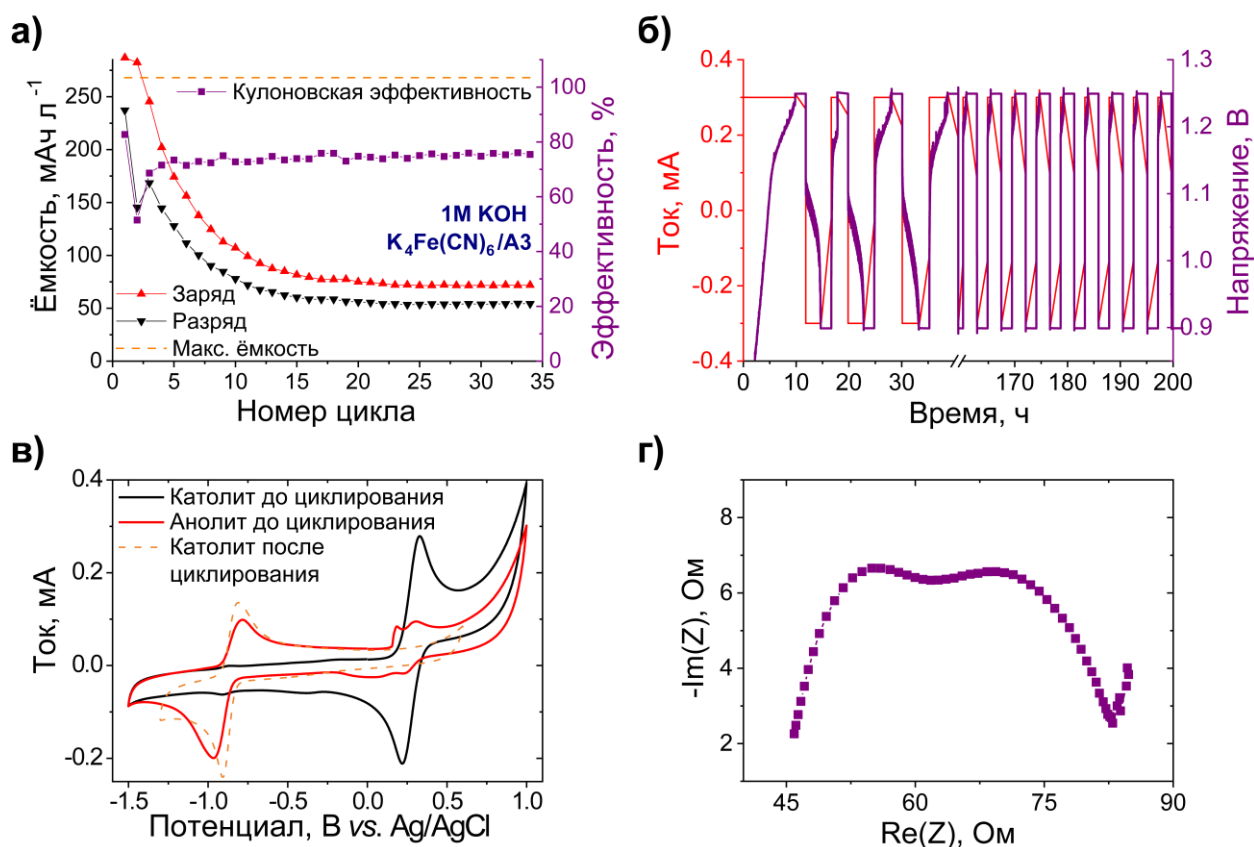 а)
Ёмкость, мАч л⁻¹
250
200
150
100
50
0
Кулоновская эффективность
1М КОН
K₄Fe(CN)₆/А3
Заряд
Разряд
Макс. ёмкость
0 5 10 15 20 25 30 35
Номер цикла
100
80
60
40
20
0
Эффективность, %
б)
Ток, мА
0.4
0.2
0.0
-0.2
-0.4
0 10 20 30 170 180 190 200
Время, ч
1.3
1.2
1.1
1.0
0.9
Напряжение, В
в)
Ток, мА
0.4
0.2
0.0
-0.2
Католит до циклирования
Анолит до циклирования
Католит после
циклирования
-1.5 -1.0 -0.5 0.0 0.5 1.0
Потенциал, В vs. Ag/AgCl
г)
-Im(Z), Ом
8
6
4
2
45 60 75 90
Re(Z), Ом